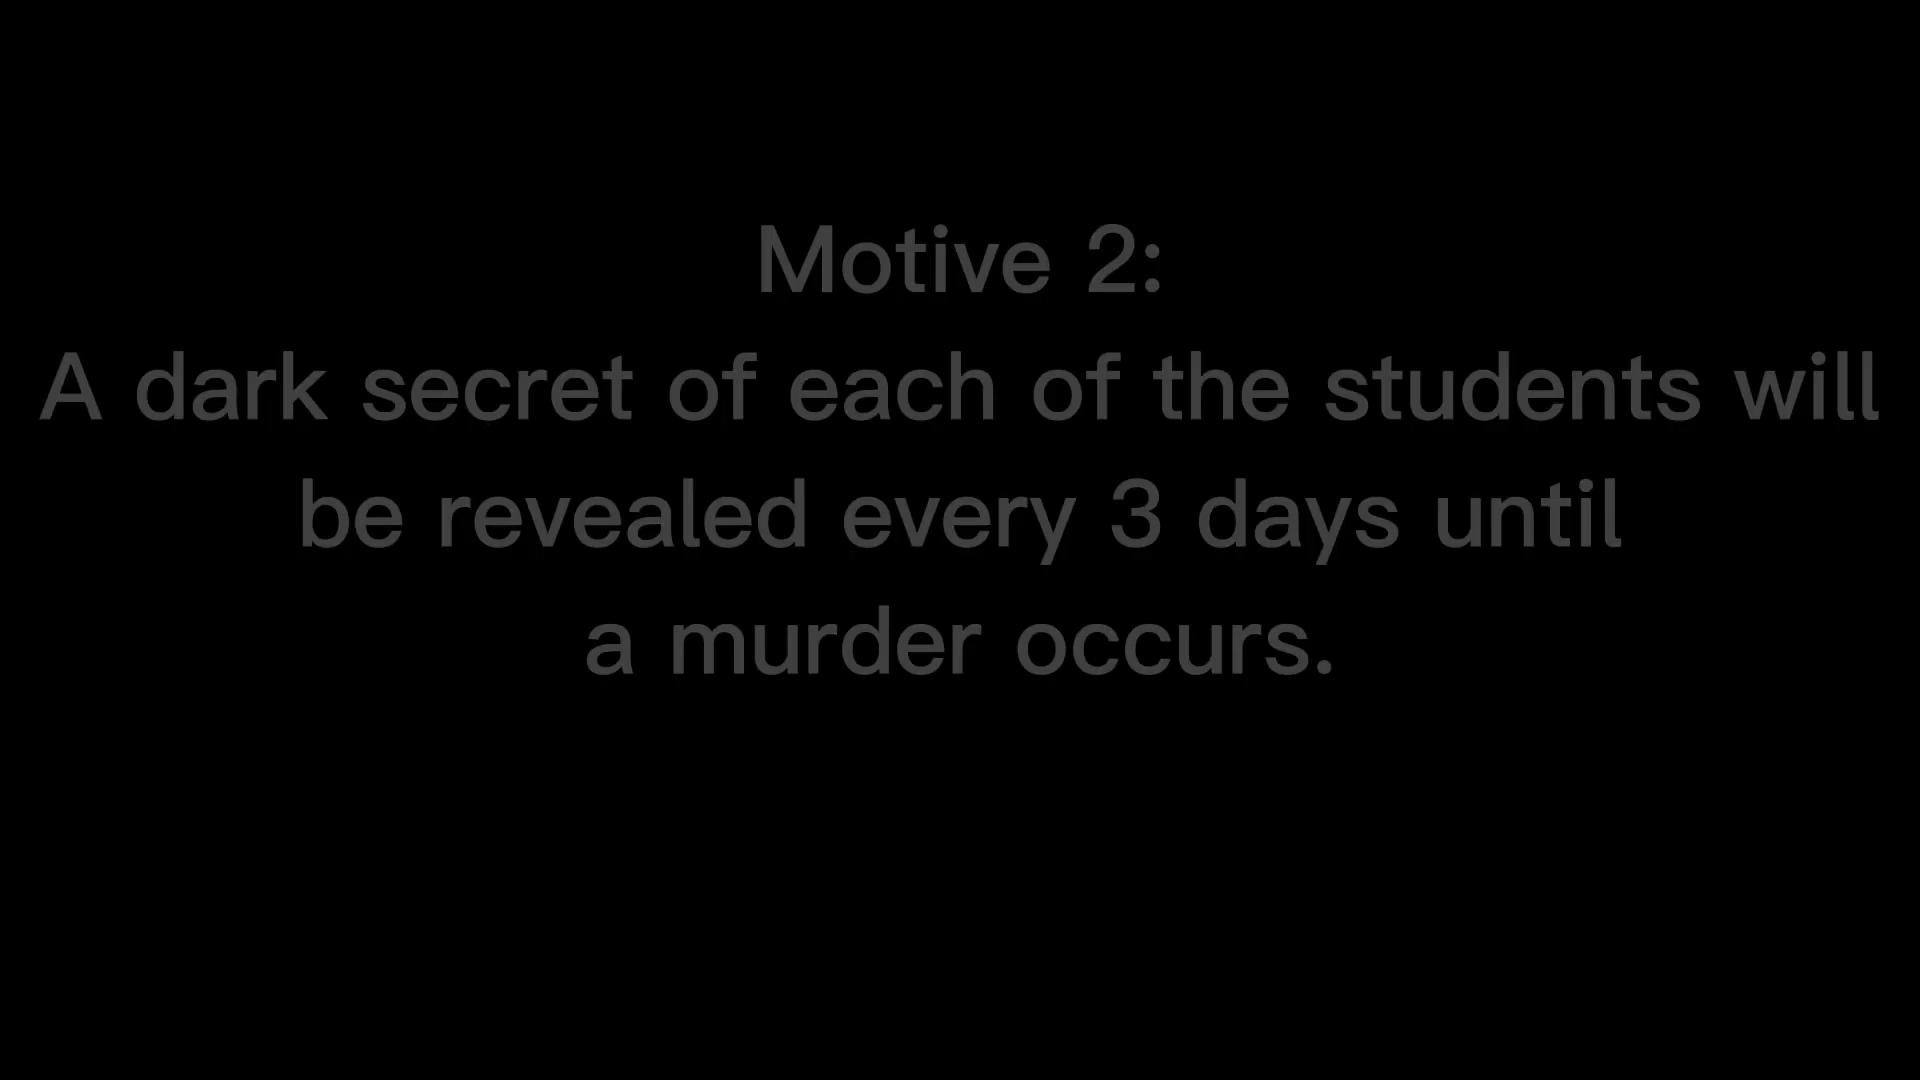 Motive 2:
A dark secret of each of the students will
be revealed every 3 days until
a murder occurs.